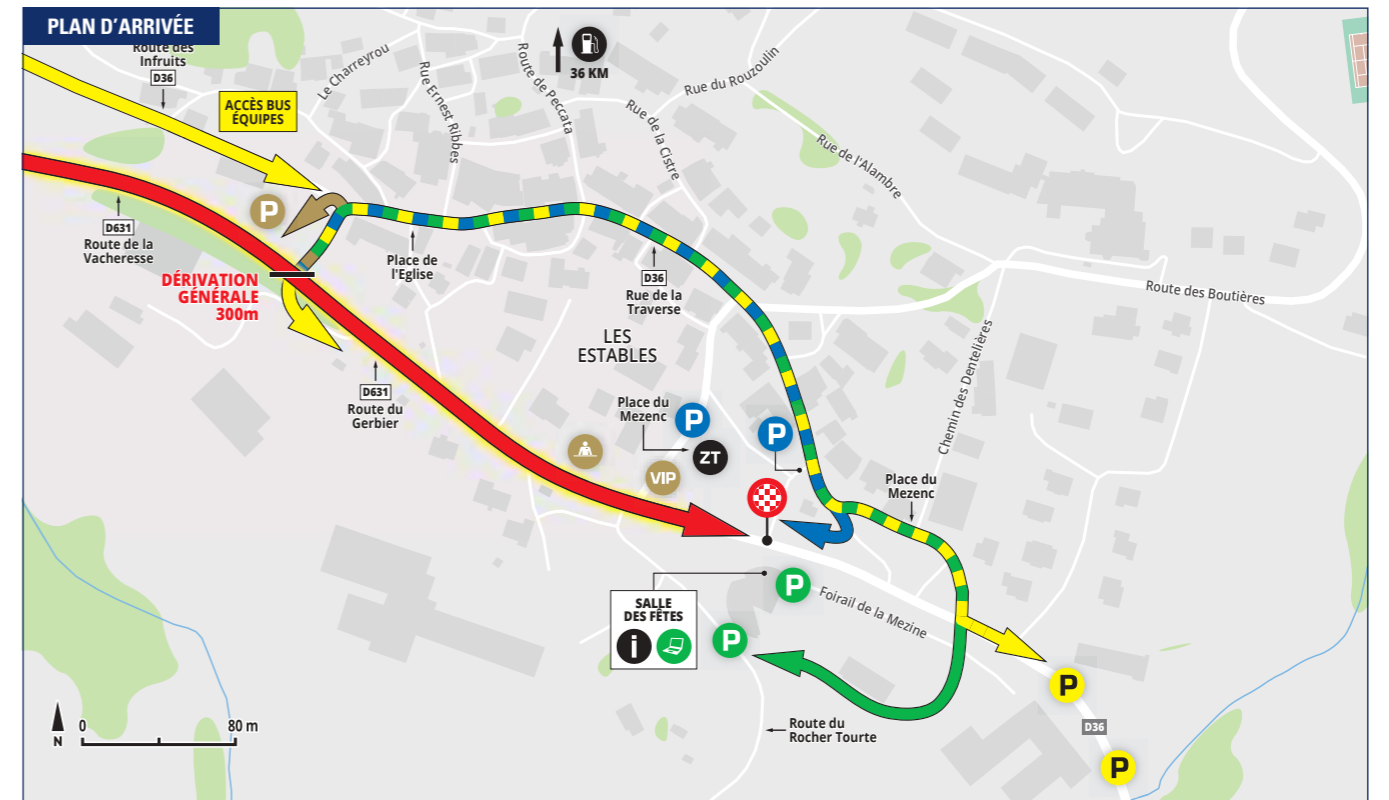 PLAN D'ARRIVÉE
Route des
Infruits
D36
ACCÈS BUS
ÉQUIPES
Le Charreyrou
Rue Ernest Ribbes
Route de Peccata
36 KM
Rue du Rouzoulin
Rue de la Cistre
Rue de l'Alambre
P
D631
Route de la
Vacheresse
DÉRIVATION
GÉNÉRALE
300m
Place de
l'Eglise
D36
Rue de la
Traverse
Route des Boutières
LES
ESTABLES
Chemin des Dentelières
D631
Route du
Gerbier
Place du
Mezenc
P
ZT
VIP
P
Place du
Mezenc
P
Foirail de la Mezine
SALLE
DES FÊTES
i
P
P
D36
P
Route du
Rocher Tourte
N
0
80 m